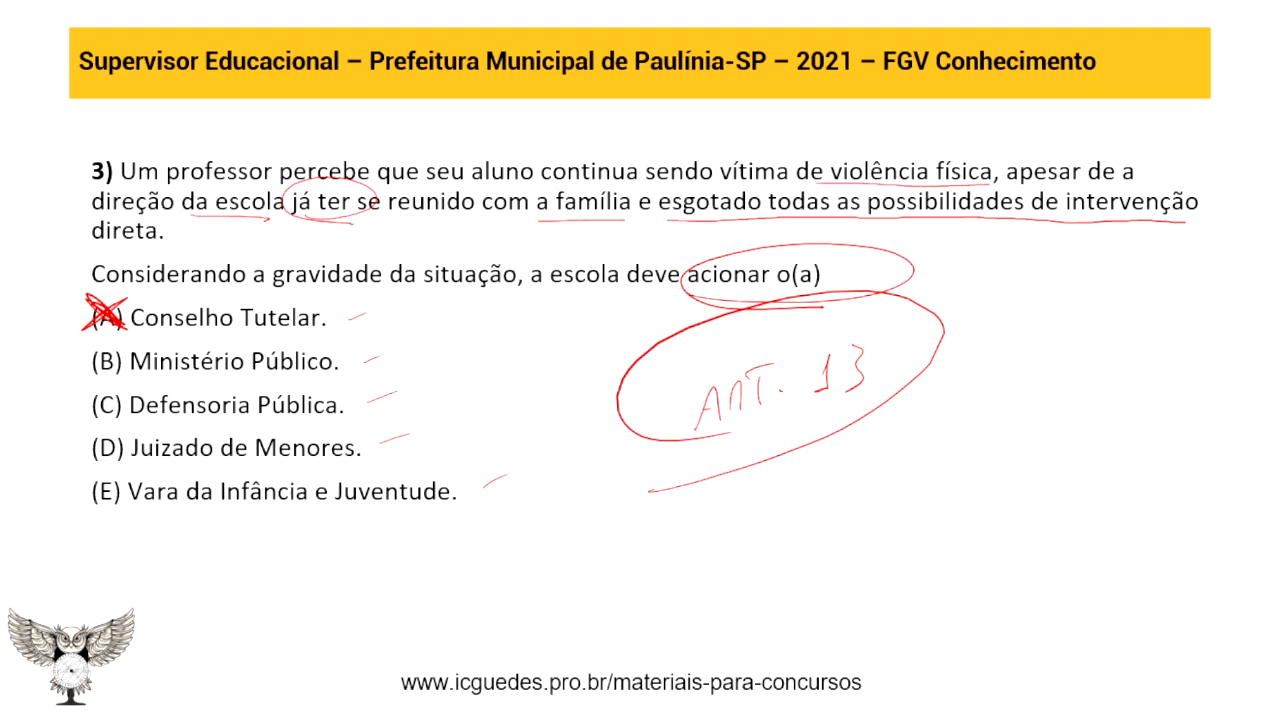 Supervisor Educacional – Prefeitura Municipal de Paulínia-SP – 2021 – FGV Conhecimento
3) Um professor percebe que seu aluno continua sendo vítima de violência física, apesar de a
direção da escola já ter se reunido com a família e esgotado todas as possibilidades de intervenção
direta.
Considerando a gravidade da situação, a escola deve acionar o(a)
(A) Conselho Tutelar.
(B) Ministério Público.
(C) Defensoria Pública.
ART. 13
(D) Juizado de Menores.
(E) Vara da Infância e Juventude.
www.icguedes.pro.br/materiais-para-concursos